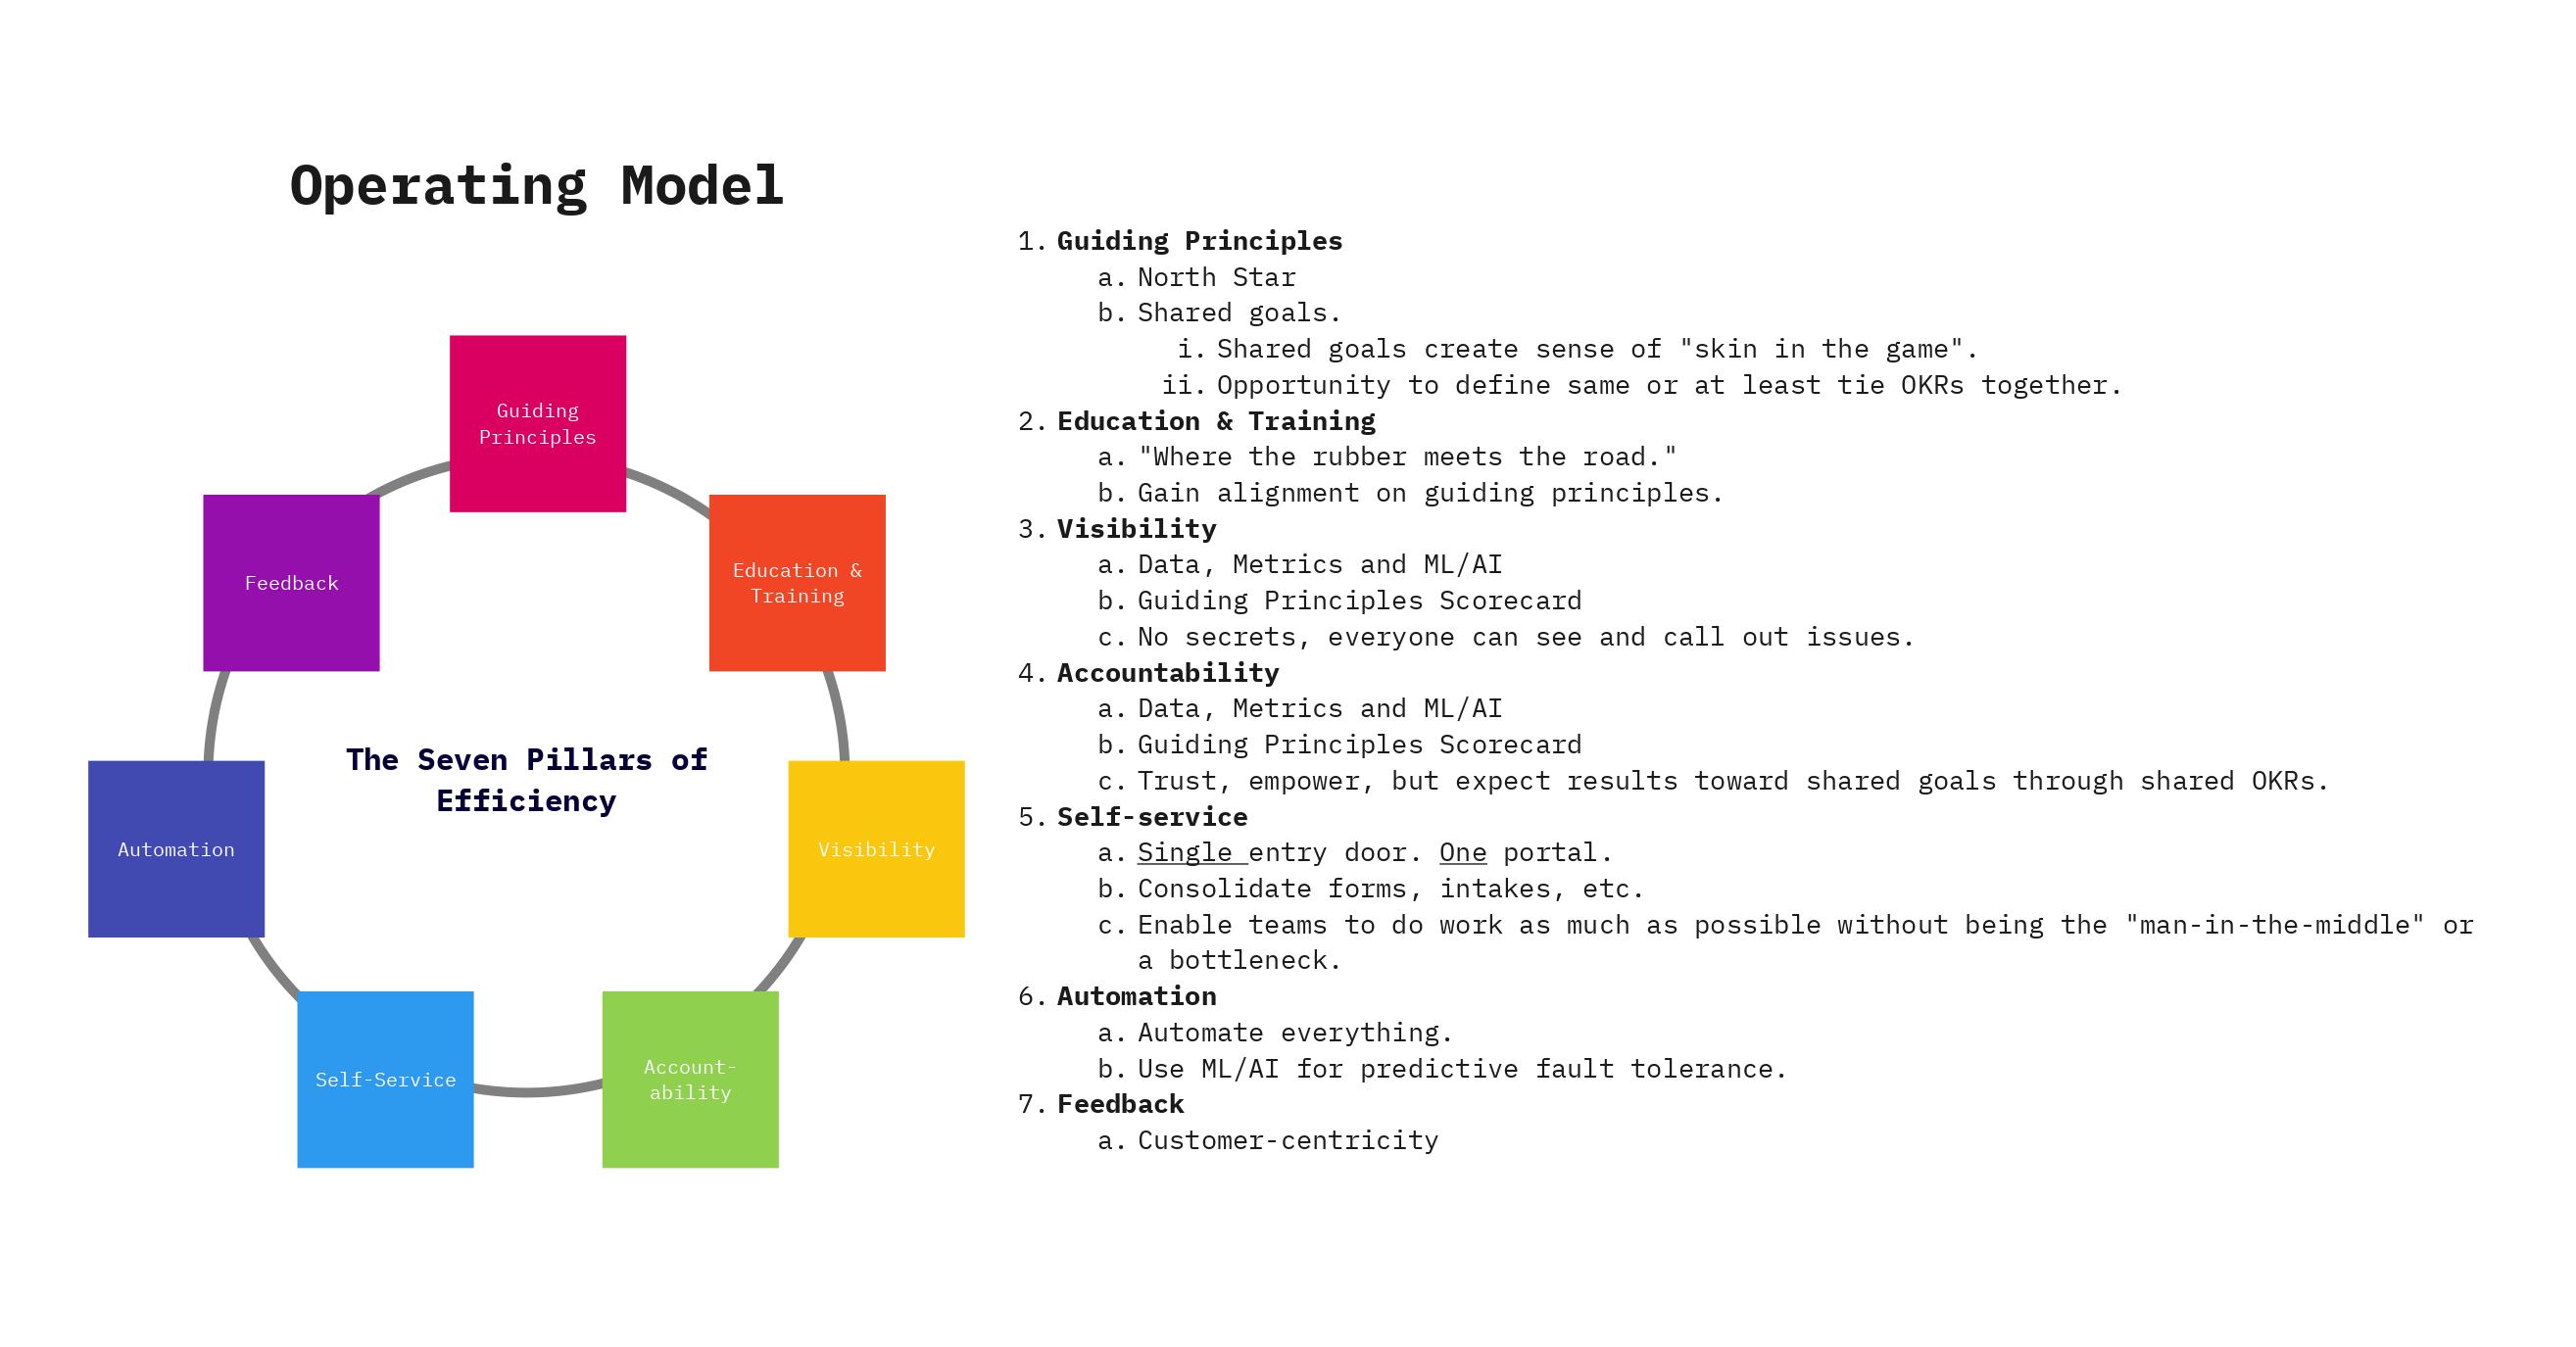 Operating Model
Guiding
Principles
Education &
Training
Visibility
Account-
ability
Self-Service
Automation
Feedback
The Seven Pillars of
Efficiency
1. Guiding Principles
a. North Star
b. Shared goals.
i. Shared goals create sense of "skin in the game".
ii. Opportunity to define same or at least tie OKRs together.
2. Education & Training
a. "Where the rubber meets the road."
b. Gain alignment on guiding principles.
3. Visibility
a. Data, Metrics and ML/AI
b. Guiding Principles Scorecard
c. No secrets, everyone can see and call out issues.
4. Accountability
a. Data, Metrics and ML/AI
b. Guiding Principles Scorecard
c. Trust, empower, but expect results toward shared goals through shared OKRs.
5. Self-service
a. Single entry door. One portal.
b. Consolidate forms, intakes, etc.
c. Enable teams to do work as much as possible without being the "man-in-the-middle" or
a bottleneck.
6. Automation
a. Automate everything.
b. Use ML/AI for predictive fault tolerance.
7. Feedback
a. Customer-centricity